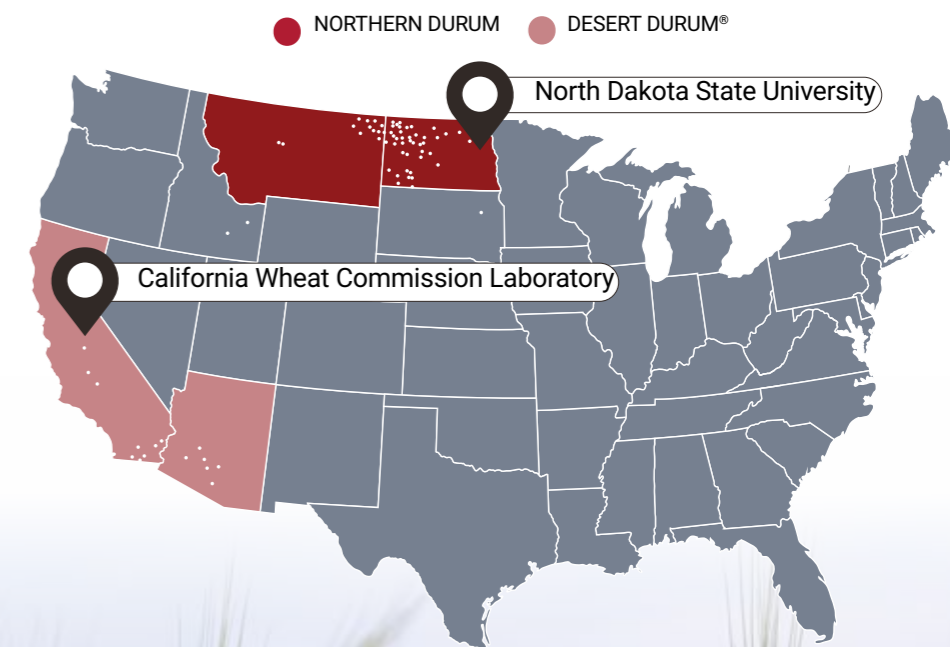 NORTHERN DURUM
DESERT DURUM®
North Dakota State University
California Wheat Commission Laboratory